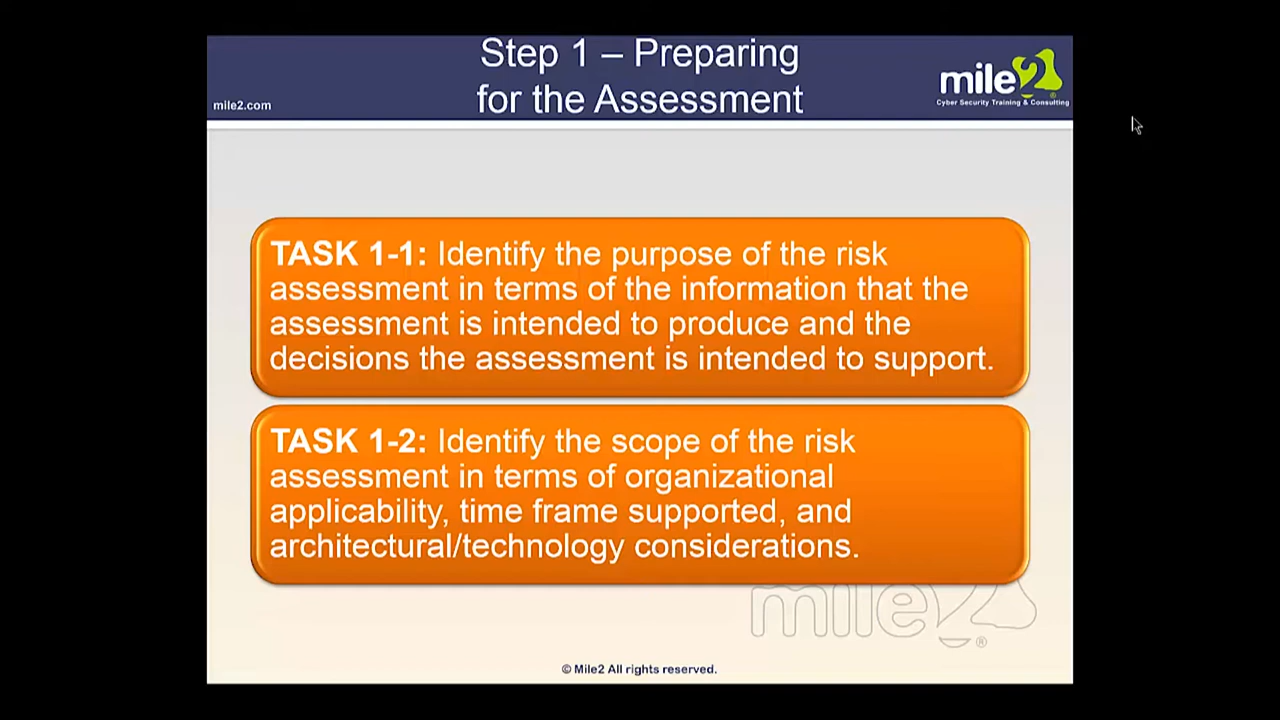 Step 1 – Preparing
for the Assessment
mile2.com
mile2
Cyber Security Training & Consulting
TASK 1-1: Identify the purpose of the risk
assessment in terms of the information that the
assessment is intended to produce and the
decisions the assessment is intended to support.
TASK 1-2: Identify the scope of the risk
assessment in terms of organizational
applicability, time frame supported, and
architectural/technology considerations.
mile2®
© Mile2 All rights reserved.